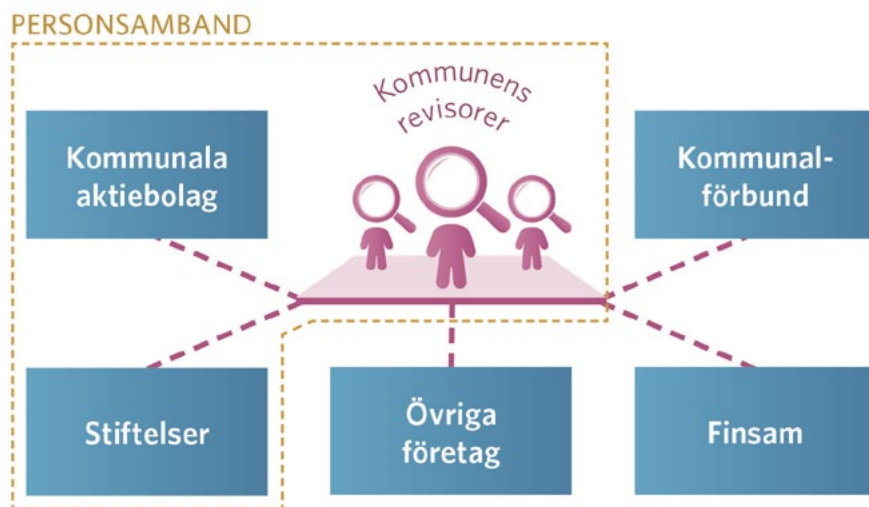 PERSONSAMBAND
Kommunens
revisorer
Kommunala
aktiebolag
Kommunal-
förbund
Stiftelser
Övriga
företag
Finsam